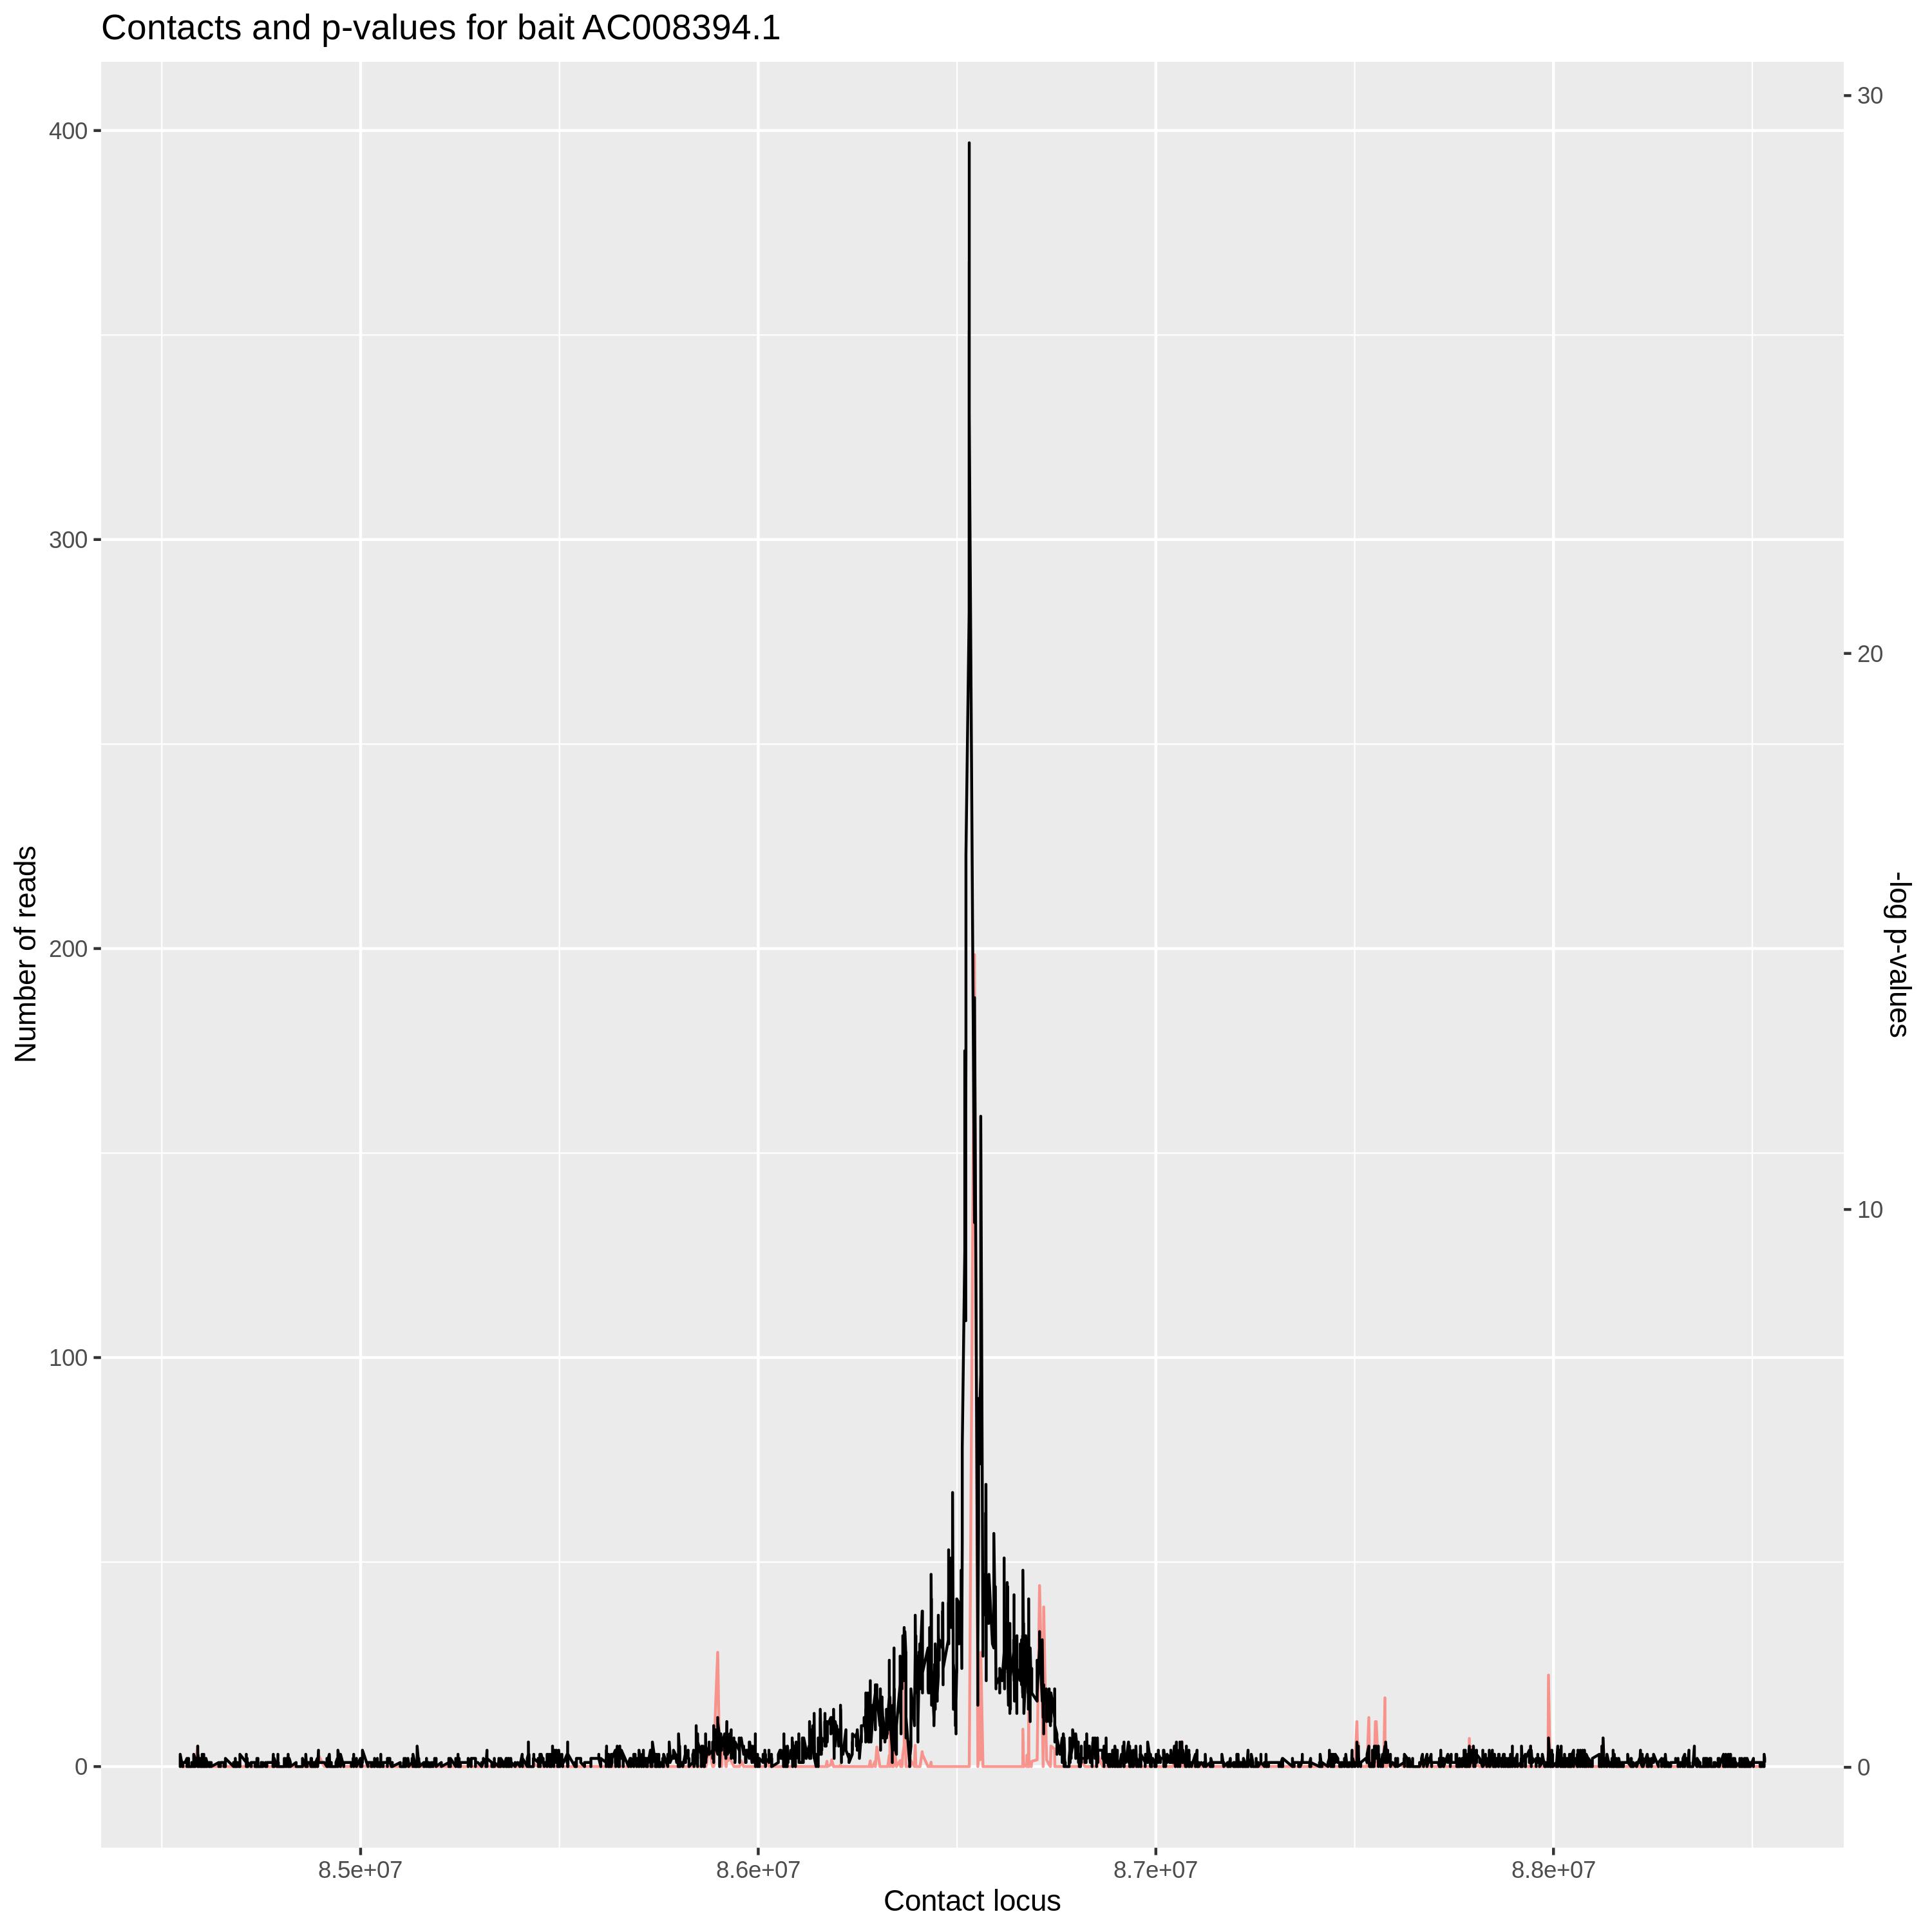 Contacts and p-values for bait AC008394.1
400
300
200
100
0
Number of reads
30
20
10
0
-log p-values
8.5e+07
8.6e+07
8.7e+07
8.8e+07
Contact locus